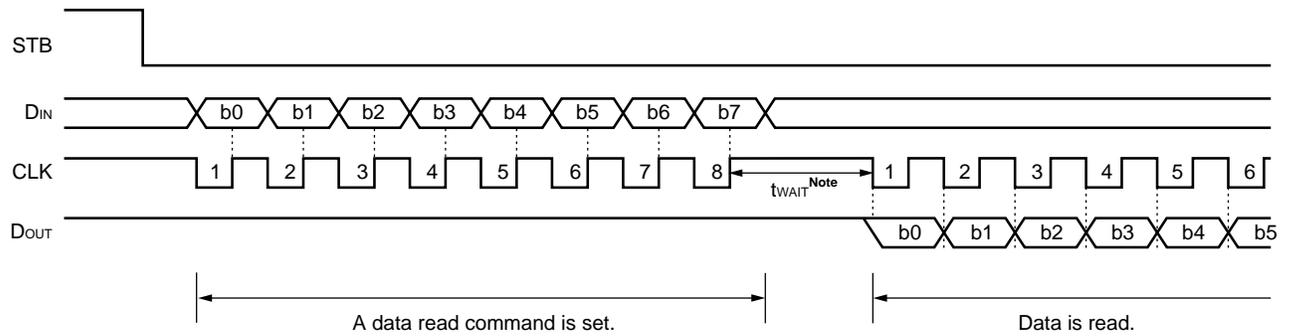 STB
DIN b0 b1 b2 b3 b4 b5 b6 b7
CLK 1 2 3 4 5 6 7 8 tWAIT Note 1 2 3 4 5 6
DOUT b0 b1 b2 b3 b4 b5
A data read command is set. Data is read.